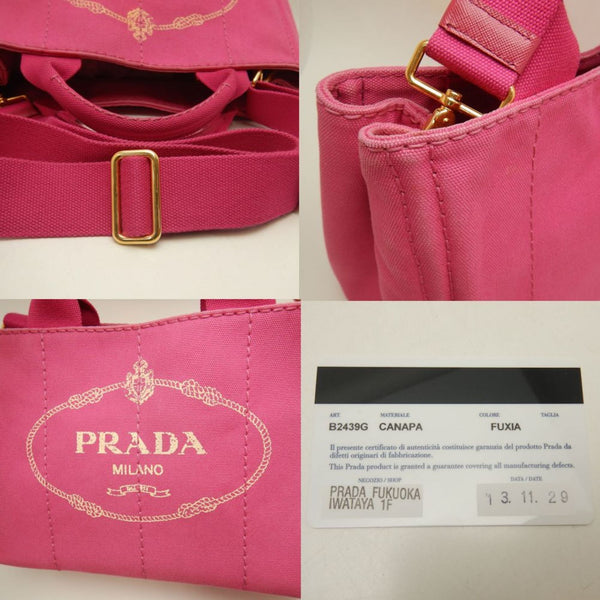 PRADA
MILANO
ART MATERIALE COLORE TAGLIA
B2439G CANAPA FUXIA
Il presente certificato di autenticità costituisce garanzia del prodotto Prada da
difetti originari di fabbricazione.
This Prada product is granted a guarantee covering all manufacturing defects.
NEGOZIO / SHOP DATA / DATE
PRADA FUKUOKA
IWATAYA 1F
13.11.29